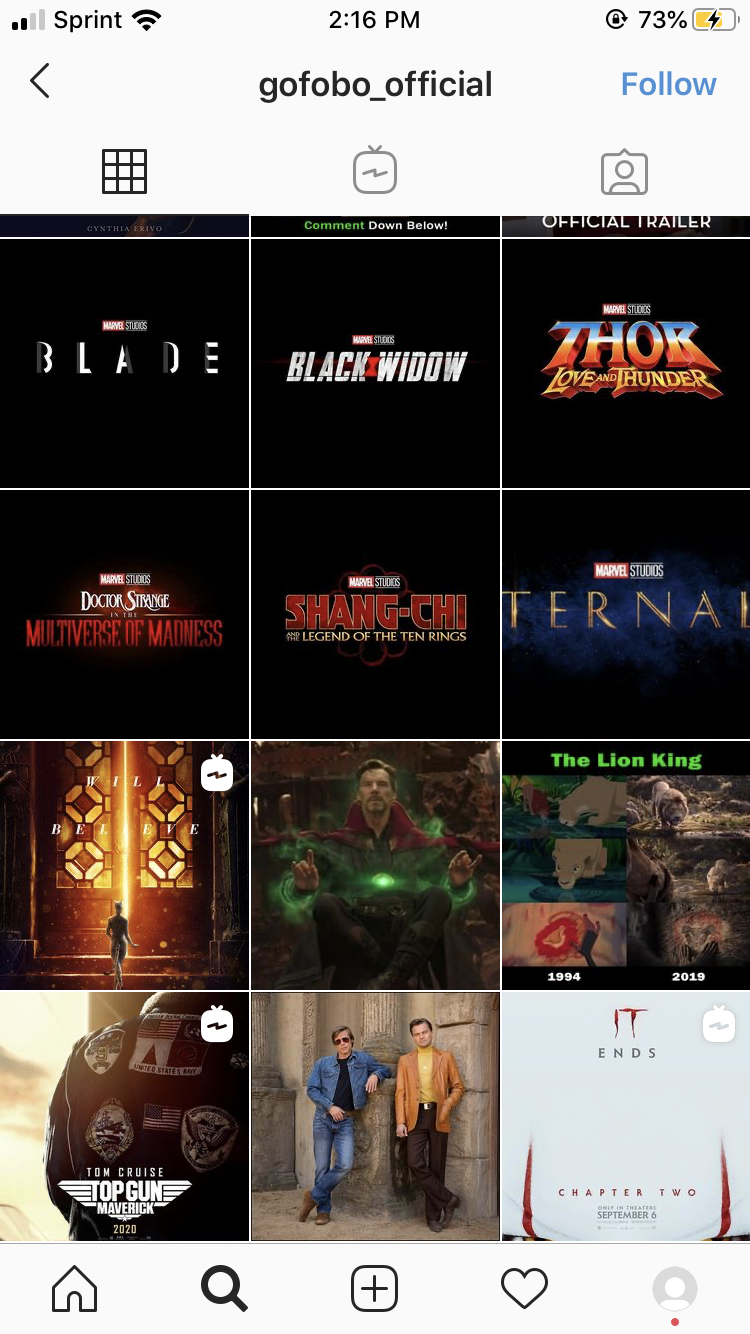 Sprint 2:16 PM 73%
gofobo_official Follow
CYNTHIA ERIVO
Comment Down Below!
OFFICIAL TRAILER
MARVEL STUDIOS
BLADE
MARVEL STUDIOS
BLACK WIDOW
MARVEL STUDIOS
THOR
LOVE AND THUNDER
MARVEL STUDIOS
DOCTOR STRANGE
IN THE
MULTIVERSE OF MADNESS
MARVEL STUDIOS
SHANG-CHI
AND THE LEGEND OF THE TEN RINGS
MARVEL STUDIOS
TERNAL
WILL
BELIEVE
The Lion King
1994 2019
UNITED STATES NAVY
TOM CRUISE
TOP GUN
MAVERICK
2020
IT
ENDS
CHAPTER TWO
ONLY IN THEATERS
SEPTEMBER 6